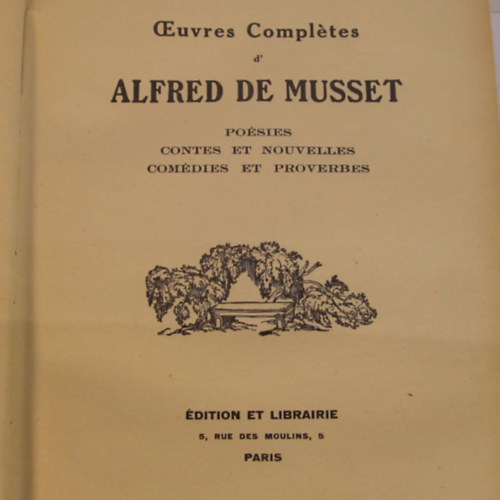 Œuvres Complètes
d'
ALFRED DE MUSSET
POÉSIES
CONTES ET NOUVELLES
COMÉDIES ET PROVERBES
ÉDITION ET LIBRAIRIE
5, RUE DES MOULINS, 5
PARIS